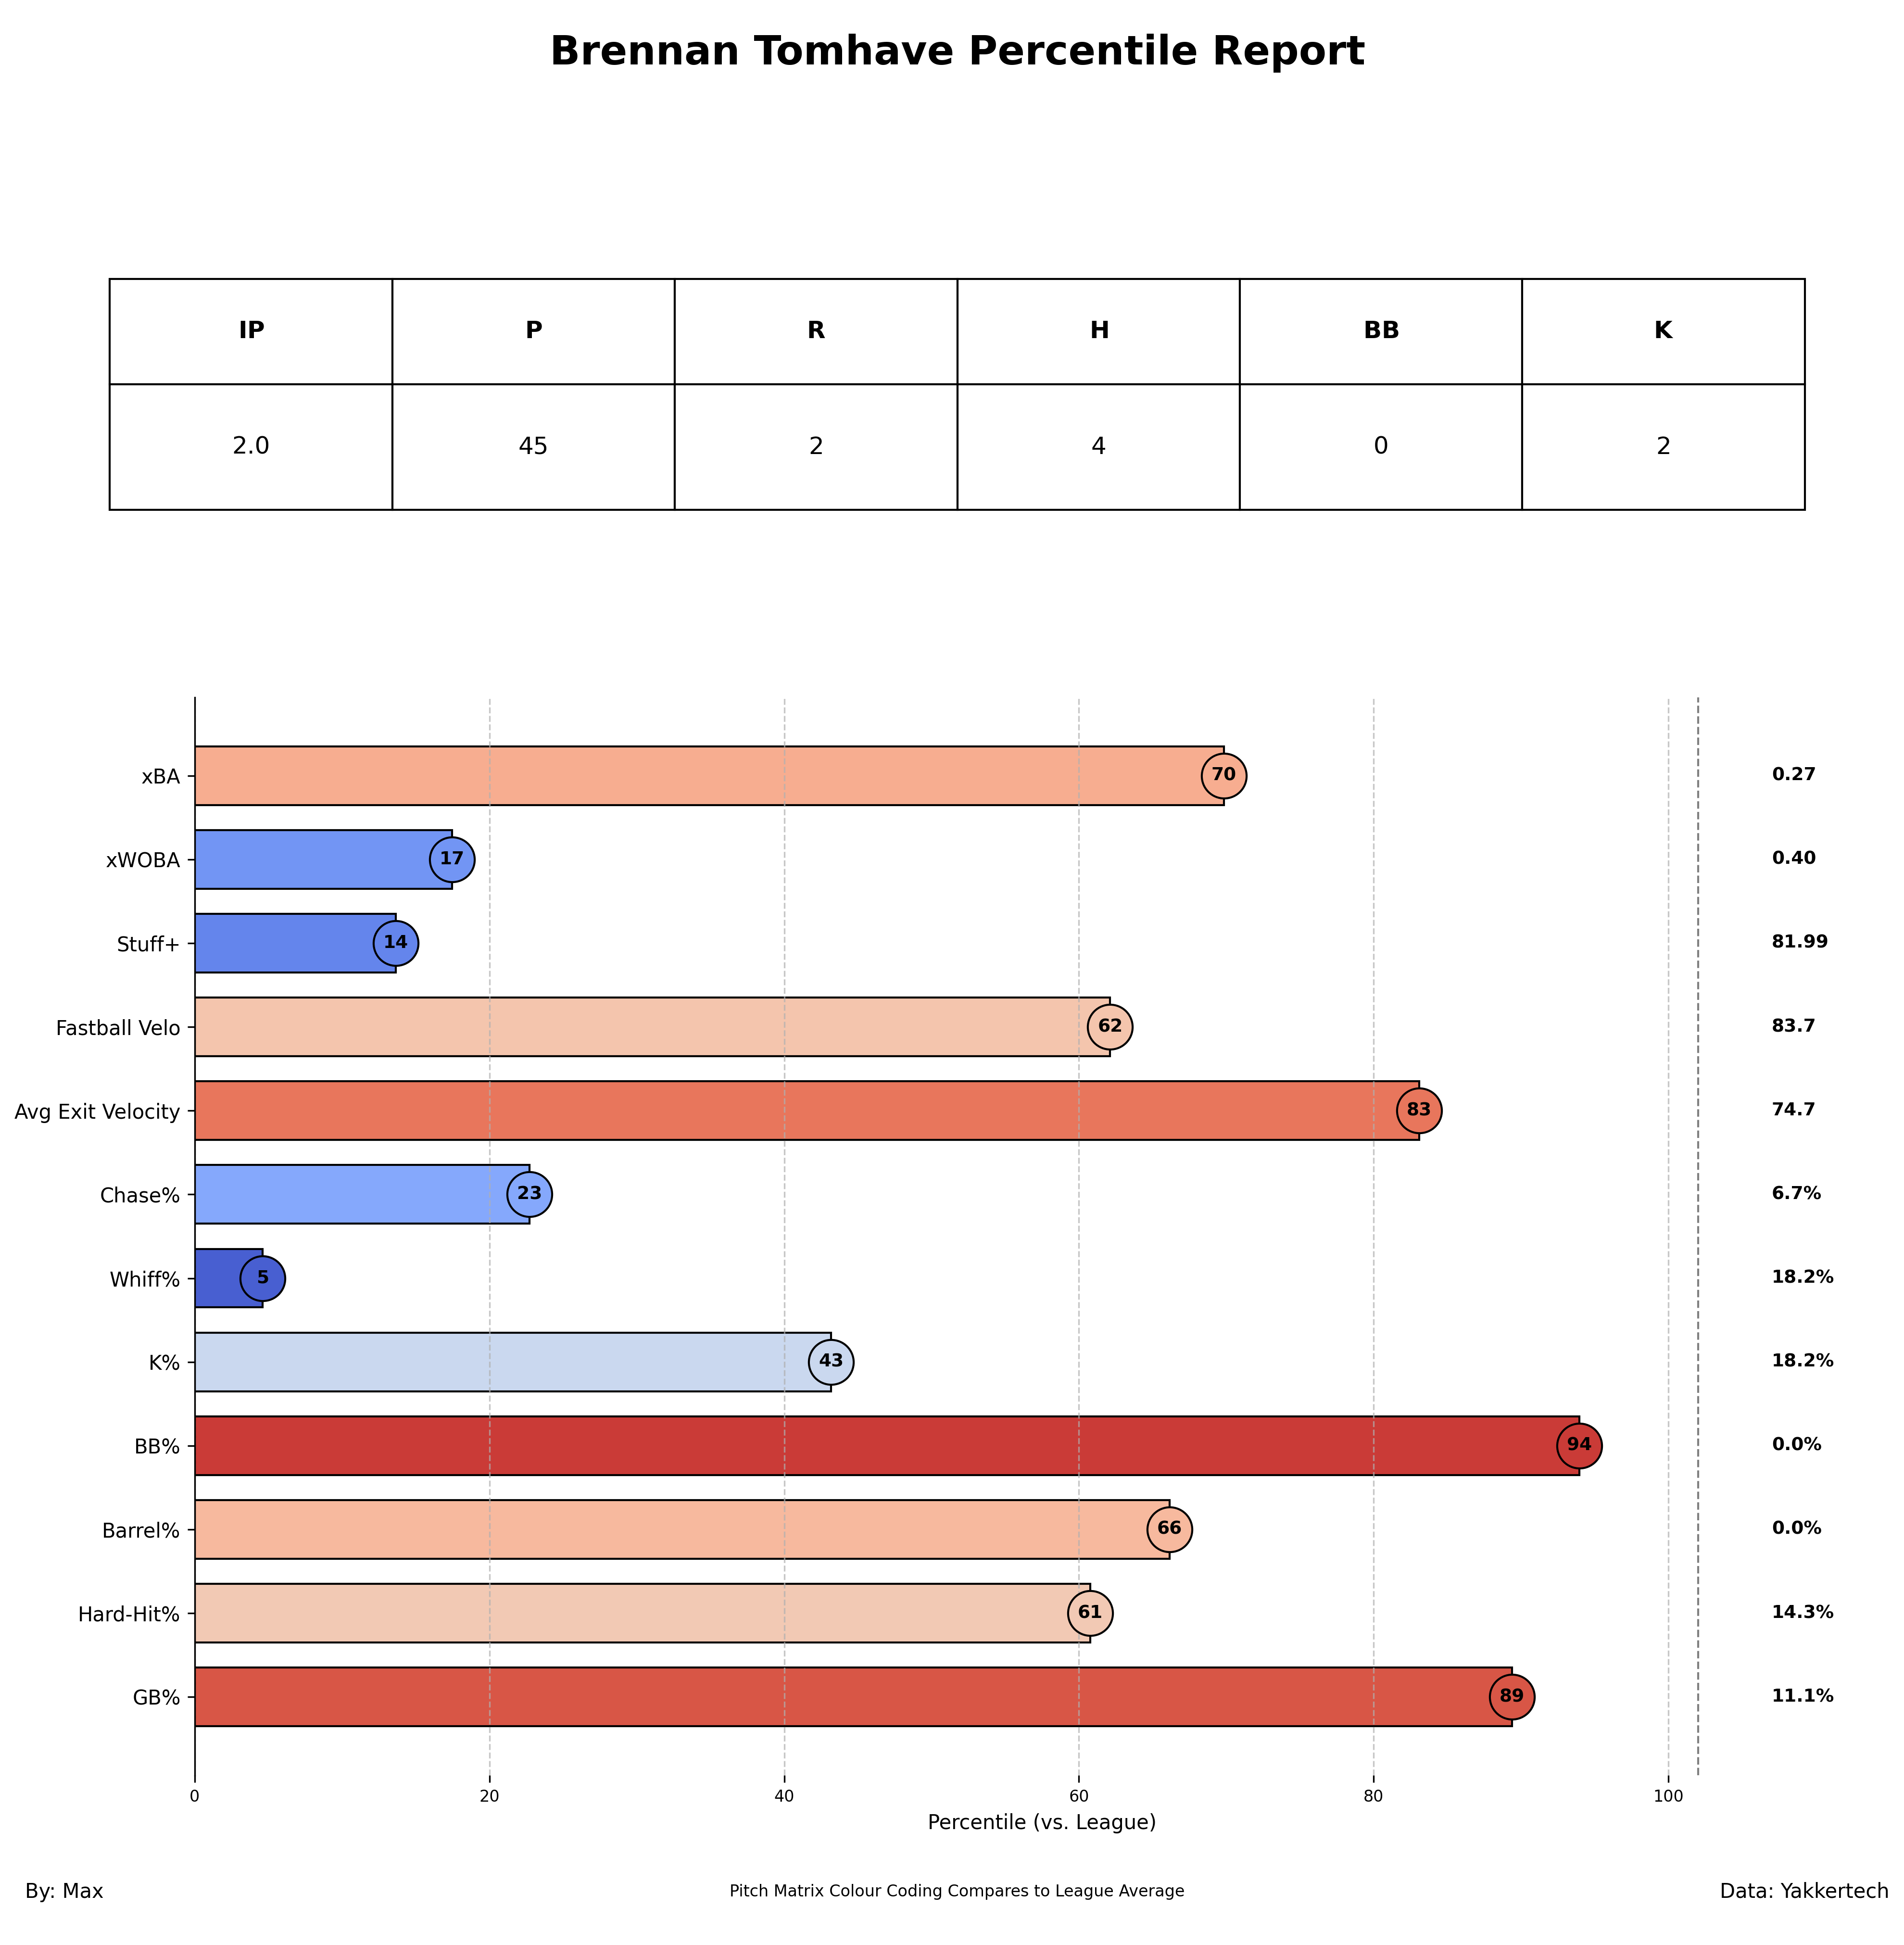 Brennan Tomhave Percentile Report
IP P R H BB K
2.0 45 2 4 0 2
xBA 70 0.27
xWOBA 17 0.40
Stuff+ 14 81.99
Fastball Velo 62 83.7
Avg Exit Velocity 83 74.7
Chase% 23 6.7%
Whiff% 5 18.2%
K% 43 18.2%
BB% 94 0.0%
Barrel% 66 0.0%
Hard-Hit% 61 14.3%
GB% 89 11.1%
0 20 40 60 80 100
Percentile (vs. League)
By: Max Pitch Matrix Colour Coding Compares to League Average Data: Yakkertech